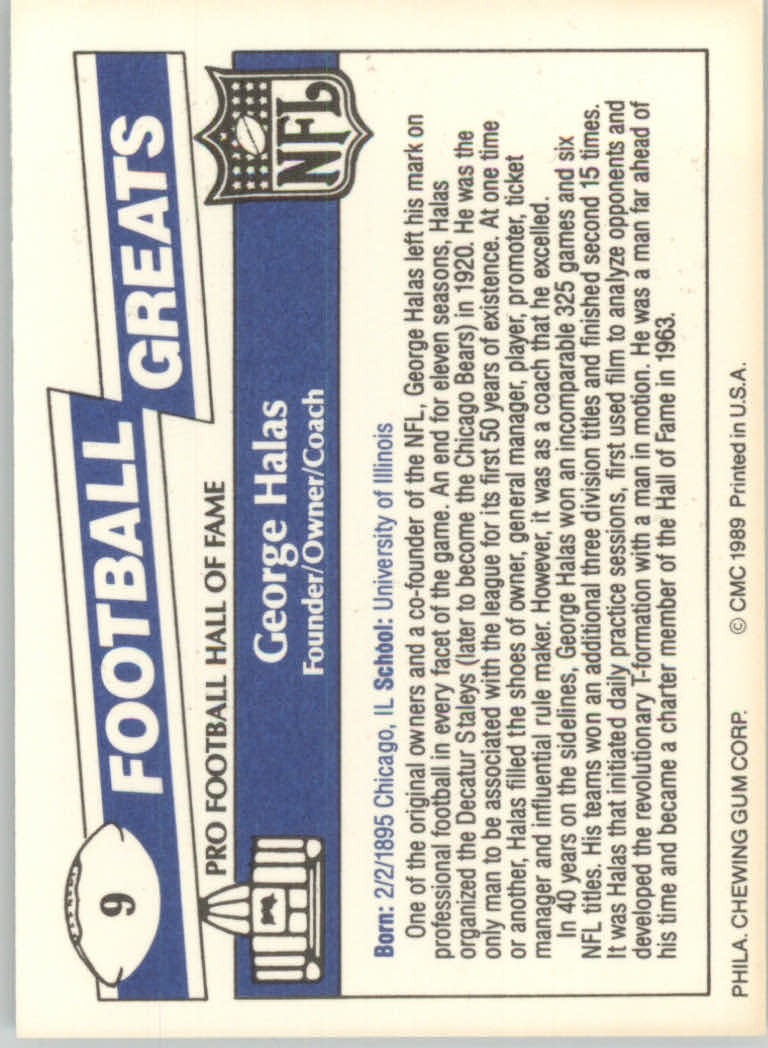 9
FOOTBALL
GREATS
PRO FOOTBALL HALL OF FAME
George Halas
Founder/Owner/Coach
NFL
Born: 2/2/1895 Chicago, IL School: University of Illinois
One of the original owners and a co-founder of the NFL, George Halas left his mark on
professional football in every facet of the game. An end for eleven seasons, Halas
organized the Decatur Staleys (later to become the Chicago Bears) in 1920. He was the
only man to be associated with the league for its first 50 years of existence. At one time
or another, Halas filled the shoes of owner, general manager, player, promoter, ticket
manager and influential rule maker. However, it was as a coach that he excelled.
In 40 years on the sidelines, George Halas won an incomparable 325 games and six
NFL titles. His teams won an additional three division titles and finished second 15 times.
It was Halas that initiated daily practice sessions, first used film to analyze opponents and
developed the revolutionary T-formation with a man in motion. He was a man far ahead of
his time and became a charter member of the Hall of Fame in 1963.
PHILA. CHEWING GUM CORP. © CMC 1989 Printed in U.S.A.